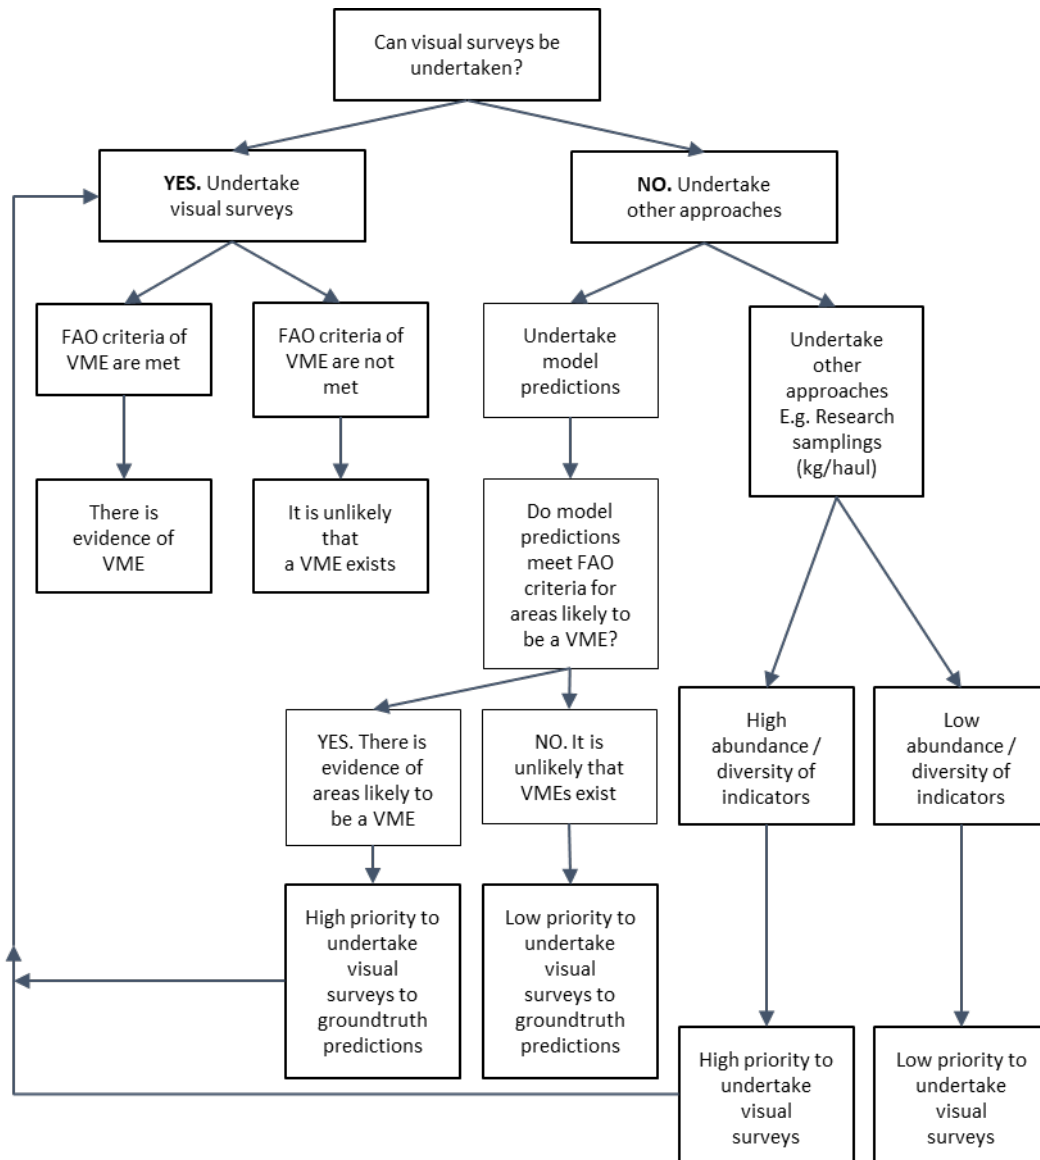 Can visual surveys be
undertaken?
YES. Undertake
visual surveys
NO. Undertake
other approaches
FAO criteria of
VME are met
FAO criteria of
VME are not
met
Undertake
model
predictions
Undertake
other
approaches
E.g. Research
samplings
(kg/haul)
There is
evidence of
VME
It is unlikely
that
a VME exists
Do model
predictions
meet FAO
criteria for
areas likely to
be a VME?
YES. There is
evidence of
areas likely to
be a VME
NO. It is
unlikely that
VMEs exist
High
abundance /
diversity of
indicators
Low
abundance /
diversity of
indicators
High priority to
undertake
visual
surveys to
groundtruth
predictions
Low priority to
undertake
visual
surveys to
groundtruth
predictions
High priority to
undertake
visual
surveys
Low priority to
undertake
visual
surveys